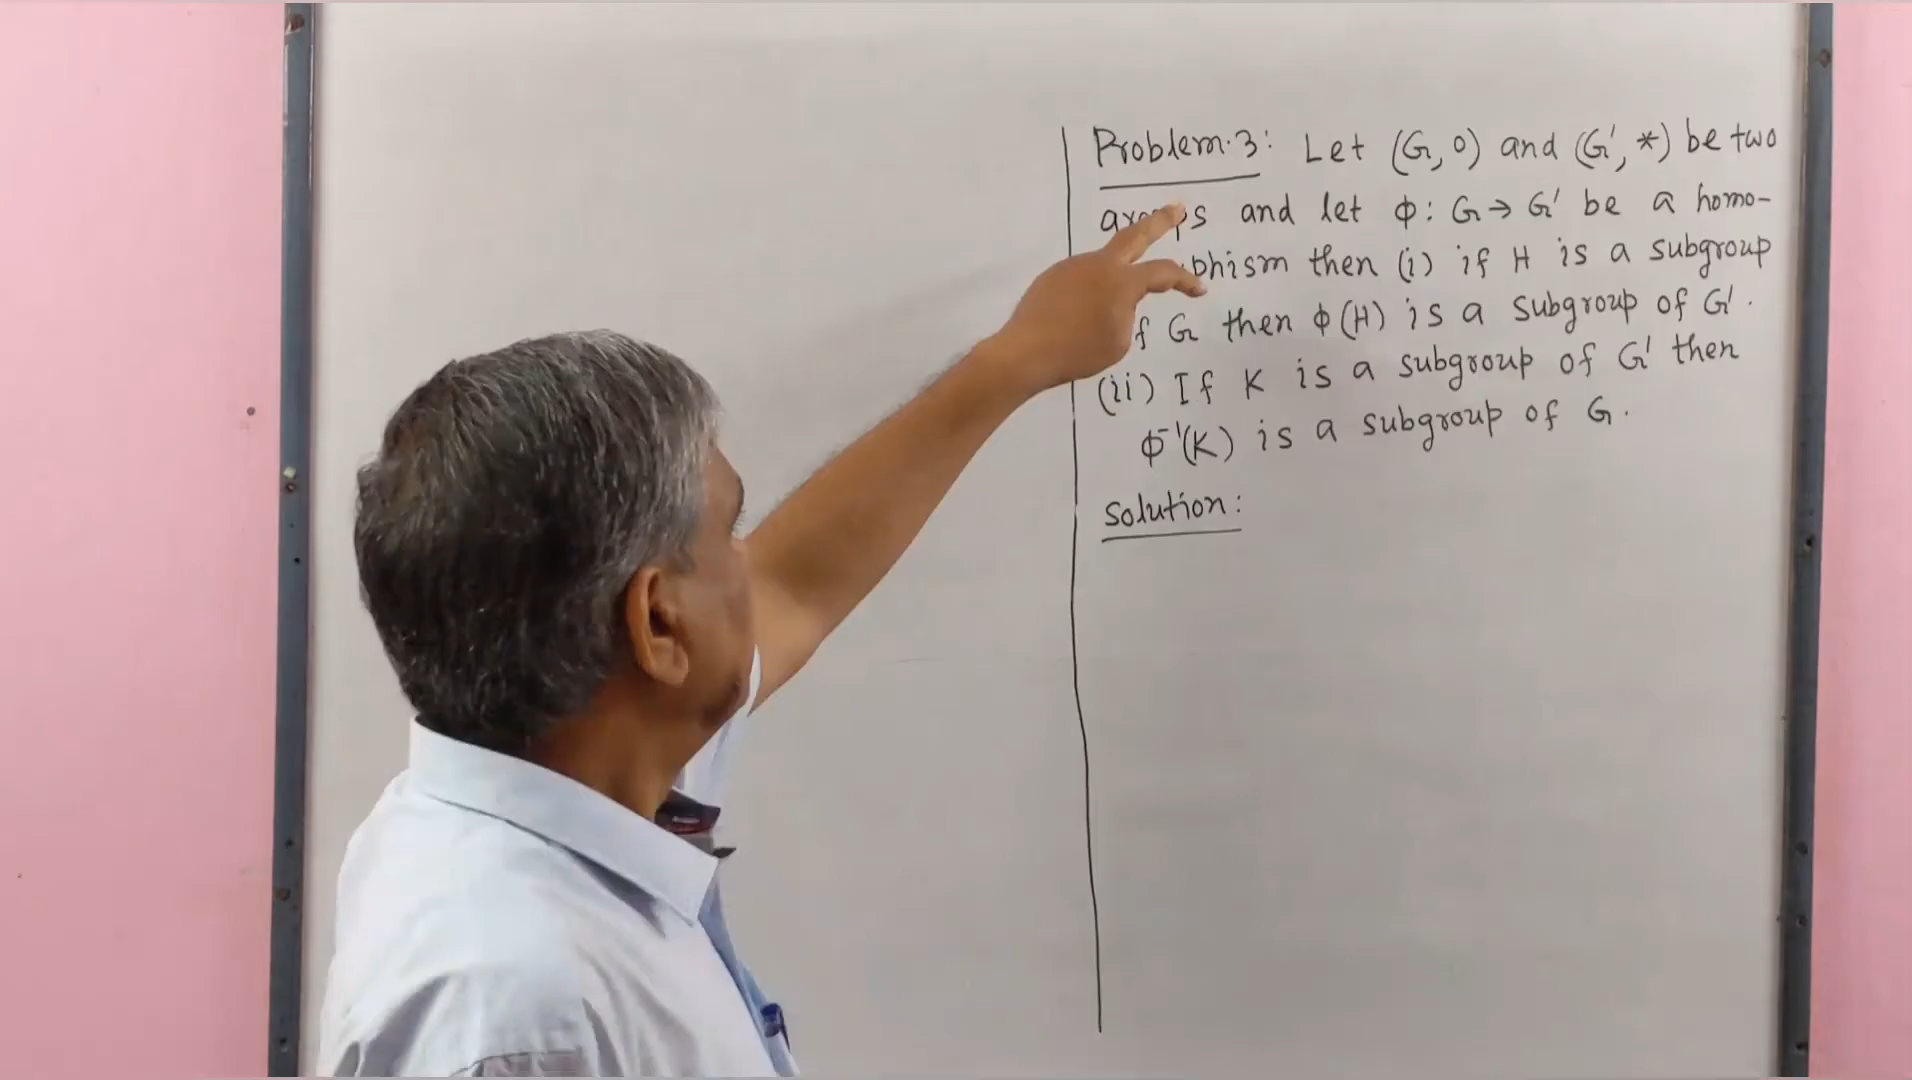 Problem.3: Let (G, o) and (G', *) be two
groups and let ϕ: G → G' be a homo-
phism then (i) if H is a subgroup
f G then ϕ(H) is a subgroup of G'.
(ii) If K is a subgroup of G' then
ϕ⁻¹(K) is a subgroup of G.
Solution: